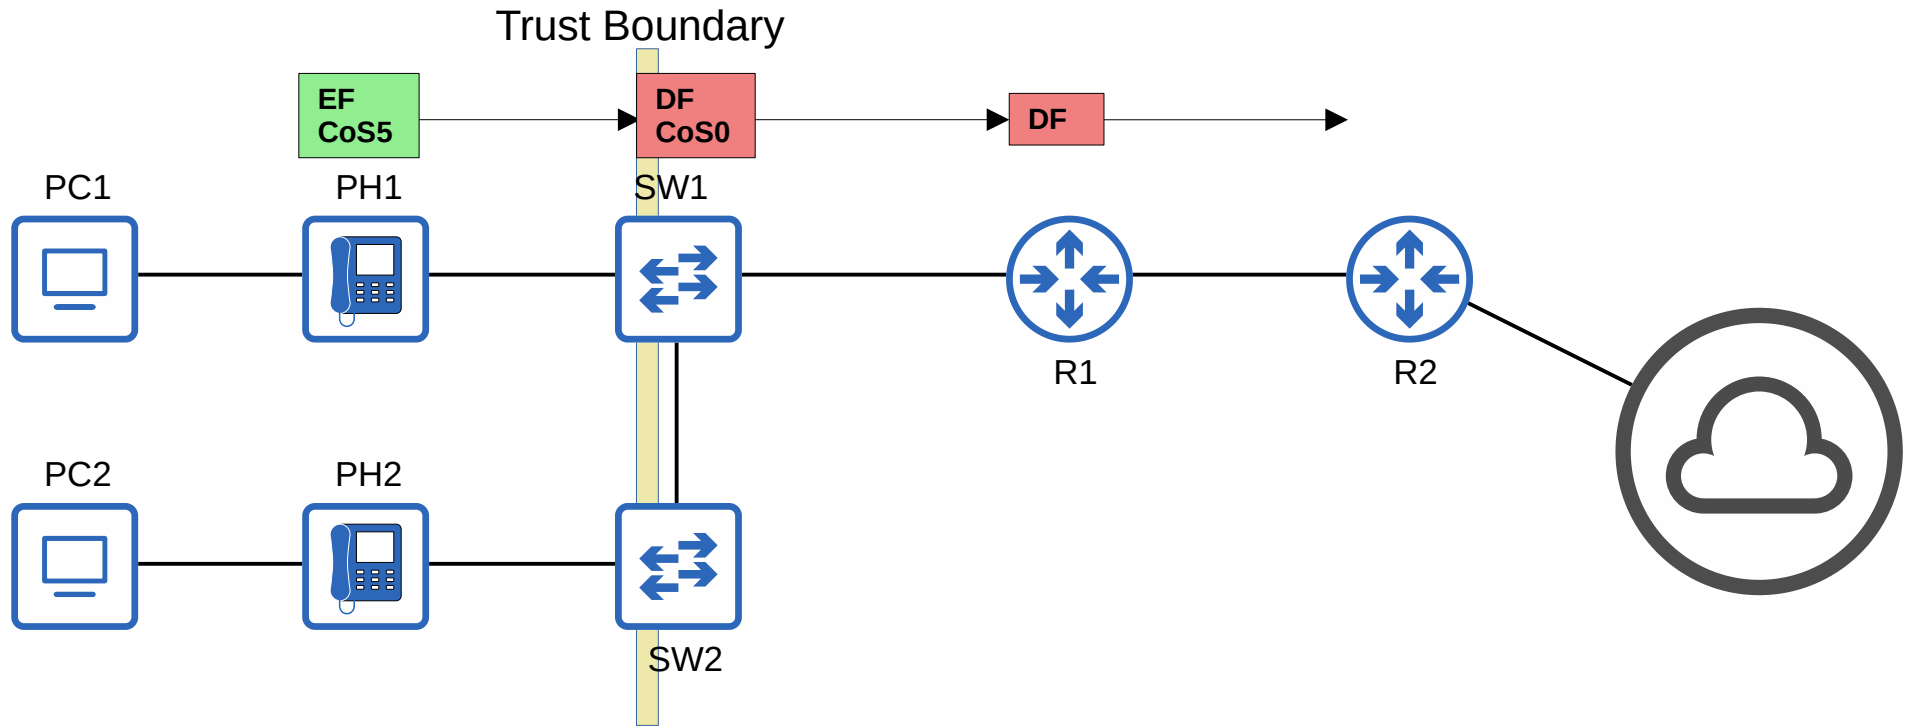 Trust Boundary
EF
CoS5
DF
CoS0
DF
PC1
PH1
SW1
R1
R2
PC2
PH2
SW2